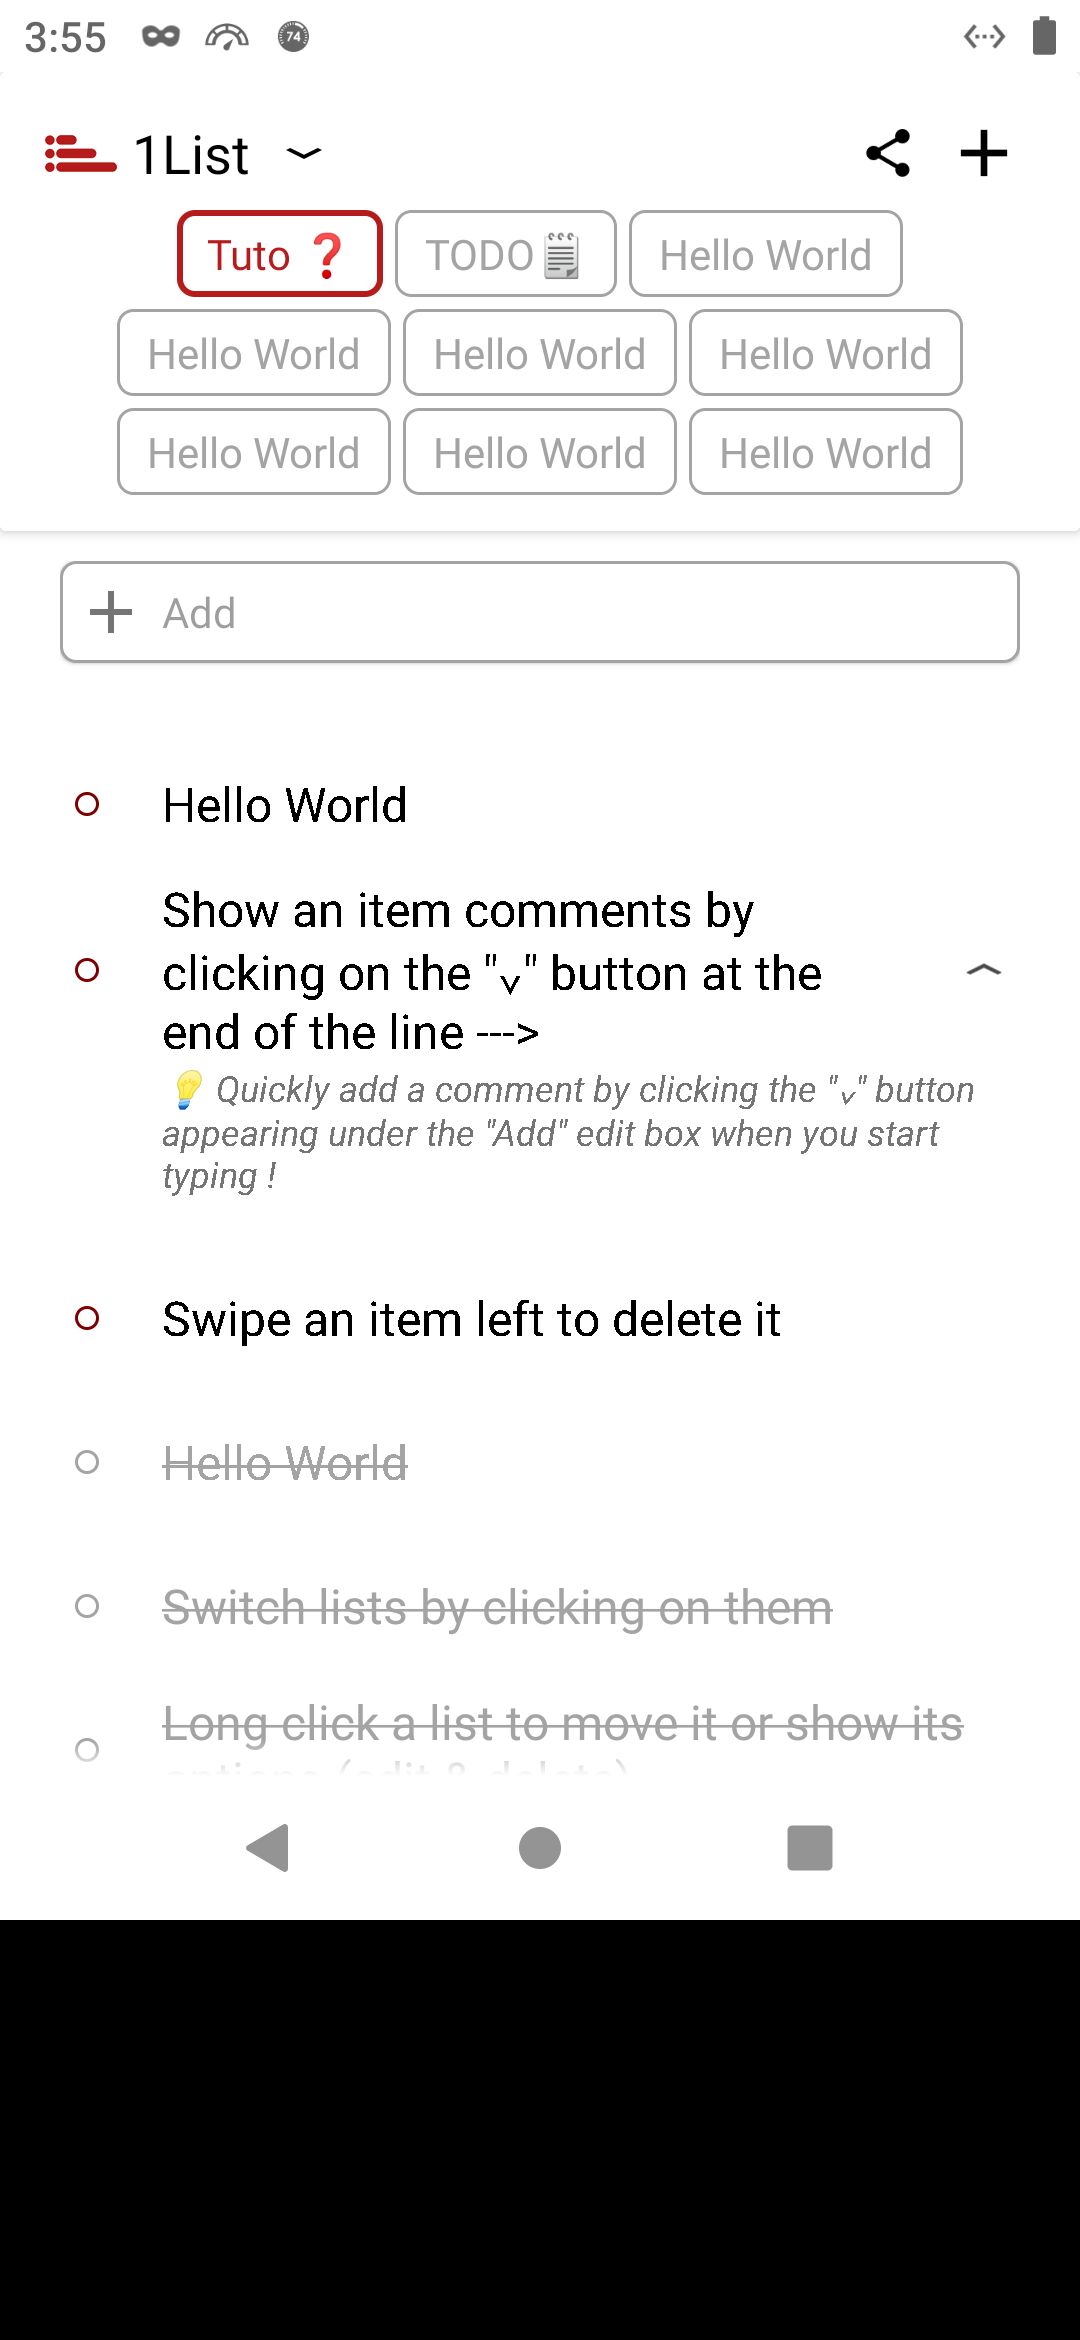 3:55
74
1List
Tuto ❓ TODO🗒 Hello World
Hello World Hello World Hello World
Hello World Hello World Hello World
Add
Hello World
Show an item comments by
clicking on the "˅" button at the
end of the line --->
💡 Quickly add a comment by clicking the "˅" button
appearing under the "Add" edit box when you start
typing !
Swipe an item left to delete it
Hello World
Switch lists by clicking on them
Long click a list to move it or show its
options (edit & delete)